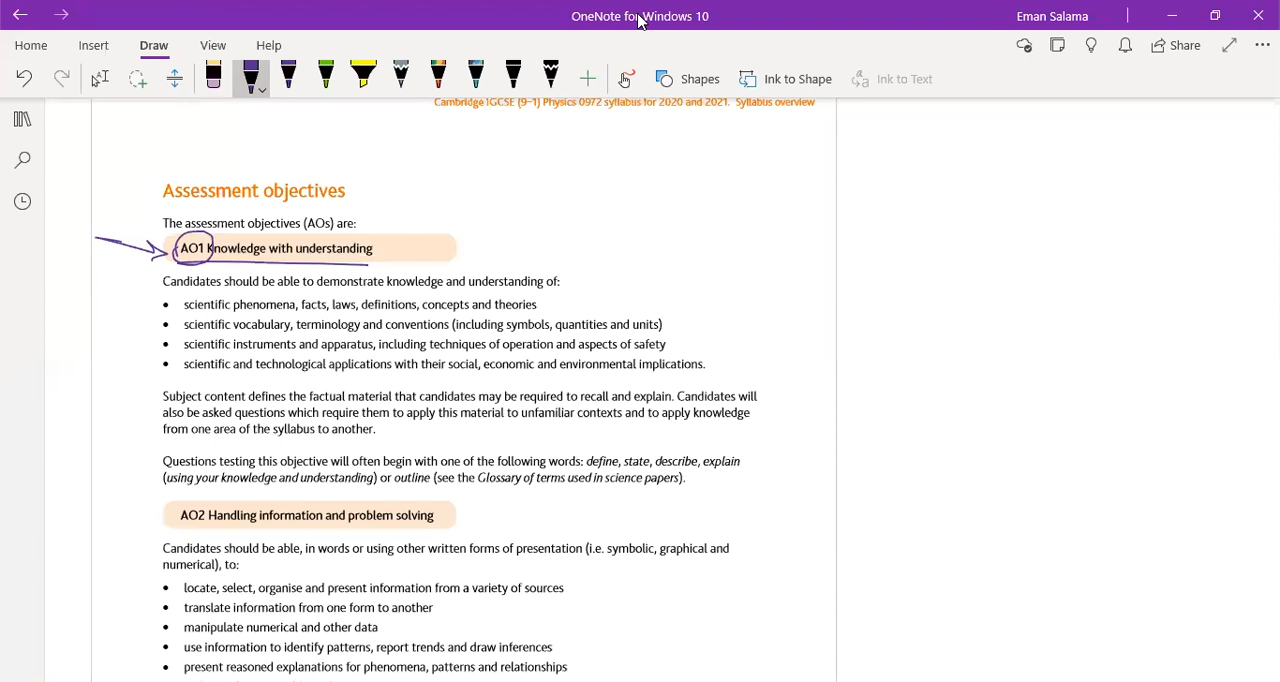 OneNote for Windows 10
Eman Salama
Home Insert Draw View Help
Share
Shapes
Ink to Shape
Ink to Text
Cambridge IGCSE (9–1) Physics 0972 syllabus for 2020 and 2021. Syllabus overview
Assessment objectives
The assessment objectives (AOs) are:
AO1 Knowledge with understanding
Candidates should be able to demonstrate knowledge and understanding of:
• scientific phenomena, facts, laws, definitions, concepts and theories
• scientific vocabulary, terminology and conventions (including symbols, quantities and units)
• scientific instruments and apparatus, including techniques of operation and aspects of safety
• scientific and technological applications with their social, economic and environmental implications.
Subject content defines the factual material that candidates may be required to recall and explain. Candidates will
also be asked questions which require them to apply this material to unfamiliar contexts and to apply knowledge
from one area of the syllabus to another.
Questions testing this objective will often begin with one of the following words: define, state, describe, explain
(using your knowledge and understanding) or outline (see the Glossary of terms used in science papers).
AO2 Handling information and problem solving
Candidates should be able, in words or using other written forms of presentation (i.e. symbolic, graphical and
numerical), to:
• locate, select, organise and present information from a variety of sources
• translate information from one form to another
• manipulate numerical and other data
• use information to identify patterns, report trends and draw inferences
• present reasoned explanations for phenomena, patterns and relationships